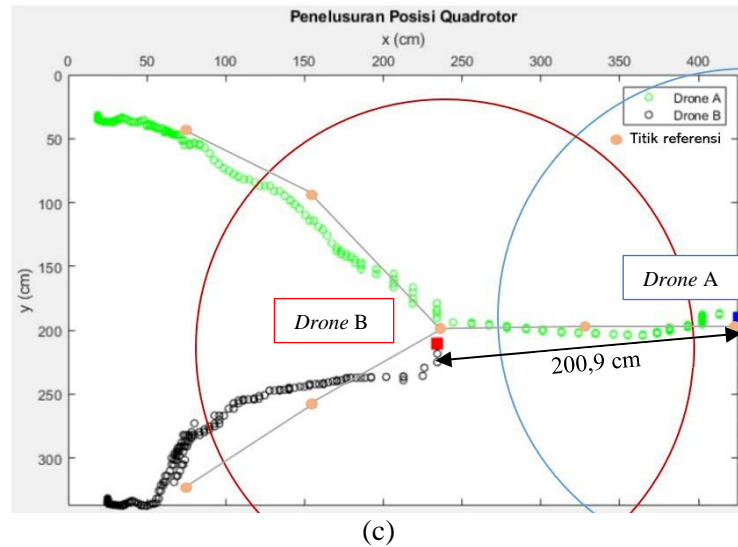 Penelusuran Posisi Quadrotor
x (cm)
0 50 100 150 200 250 300 350 400
0
50
100
150
200
250
300
y (cm)
Drone A
Drone B
Titik referensi
Drone A
Drone B
200,9 cm
(c)